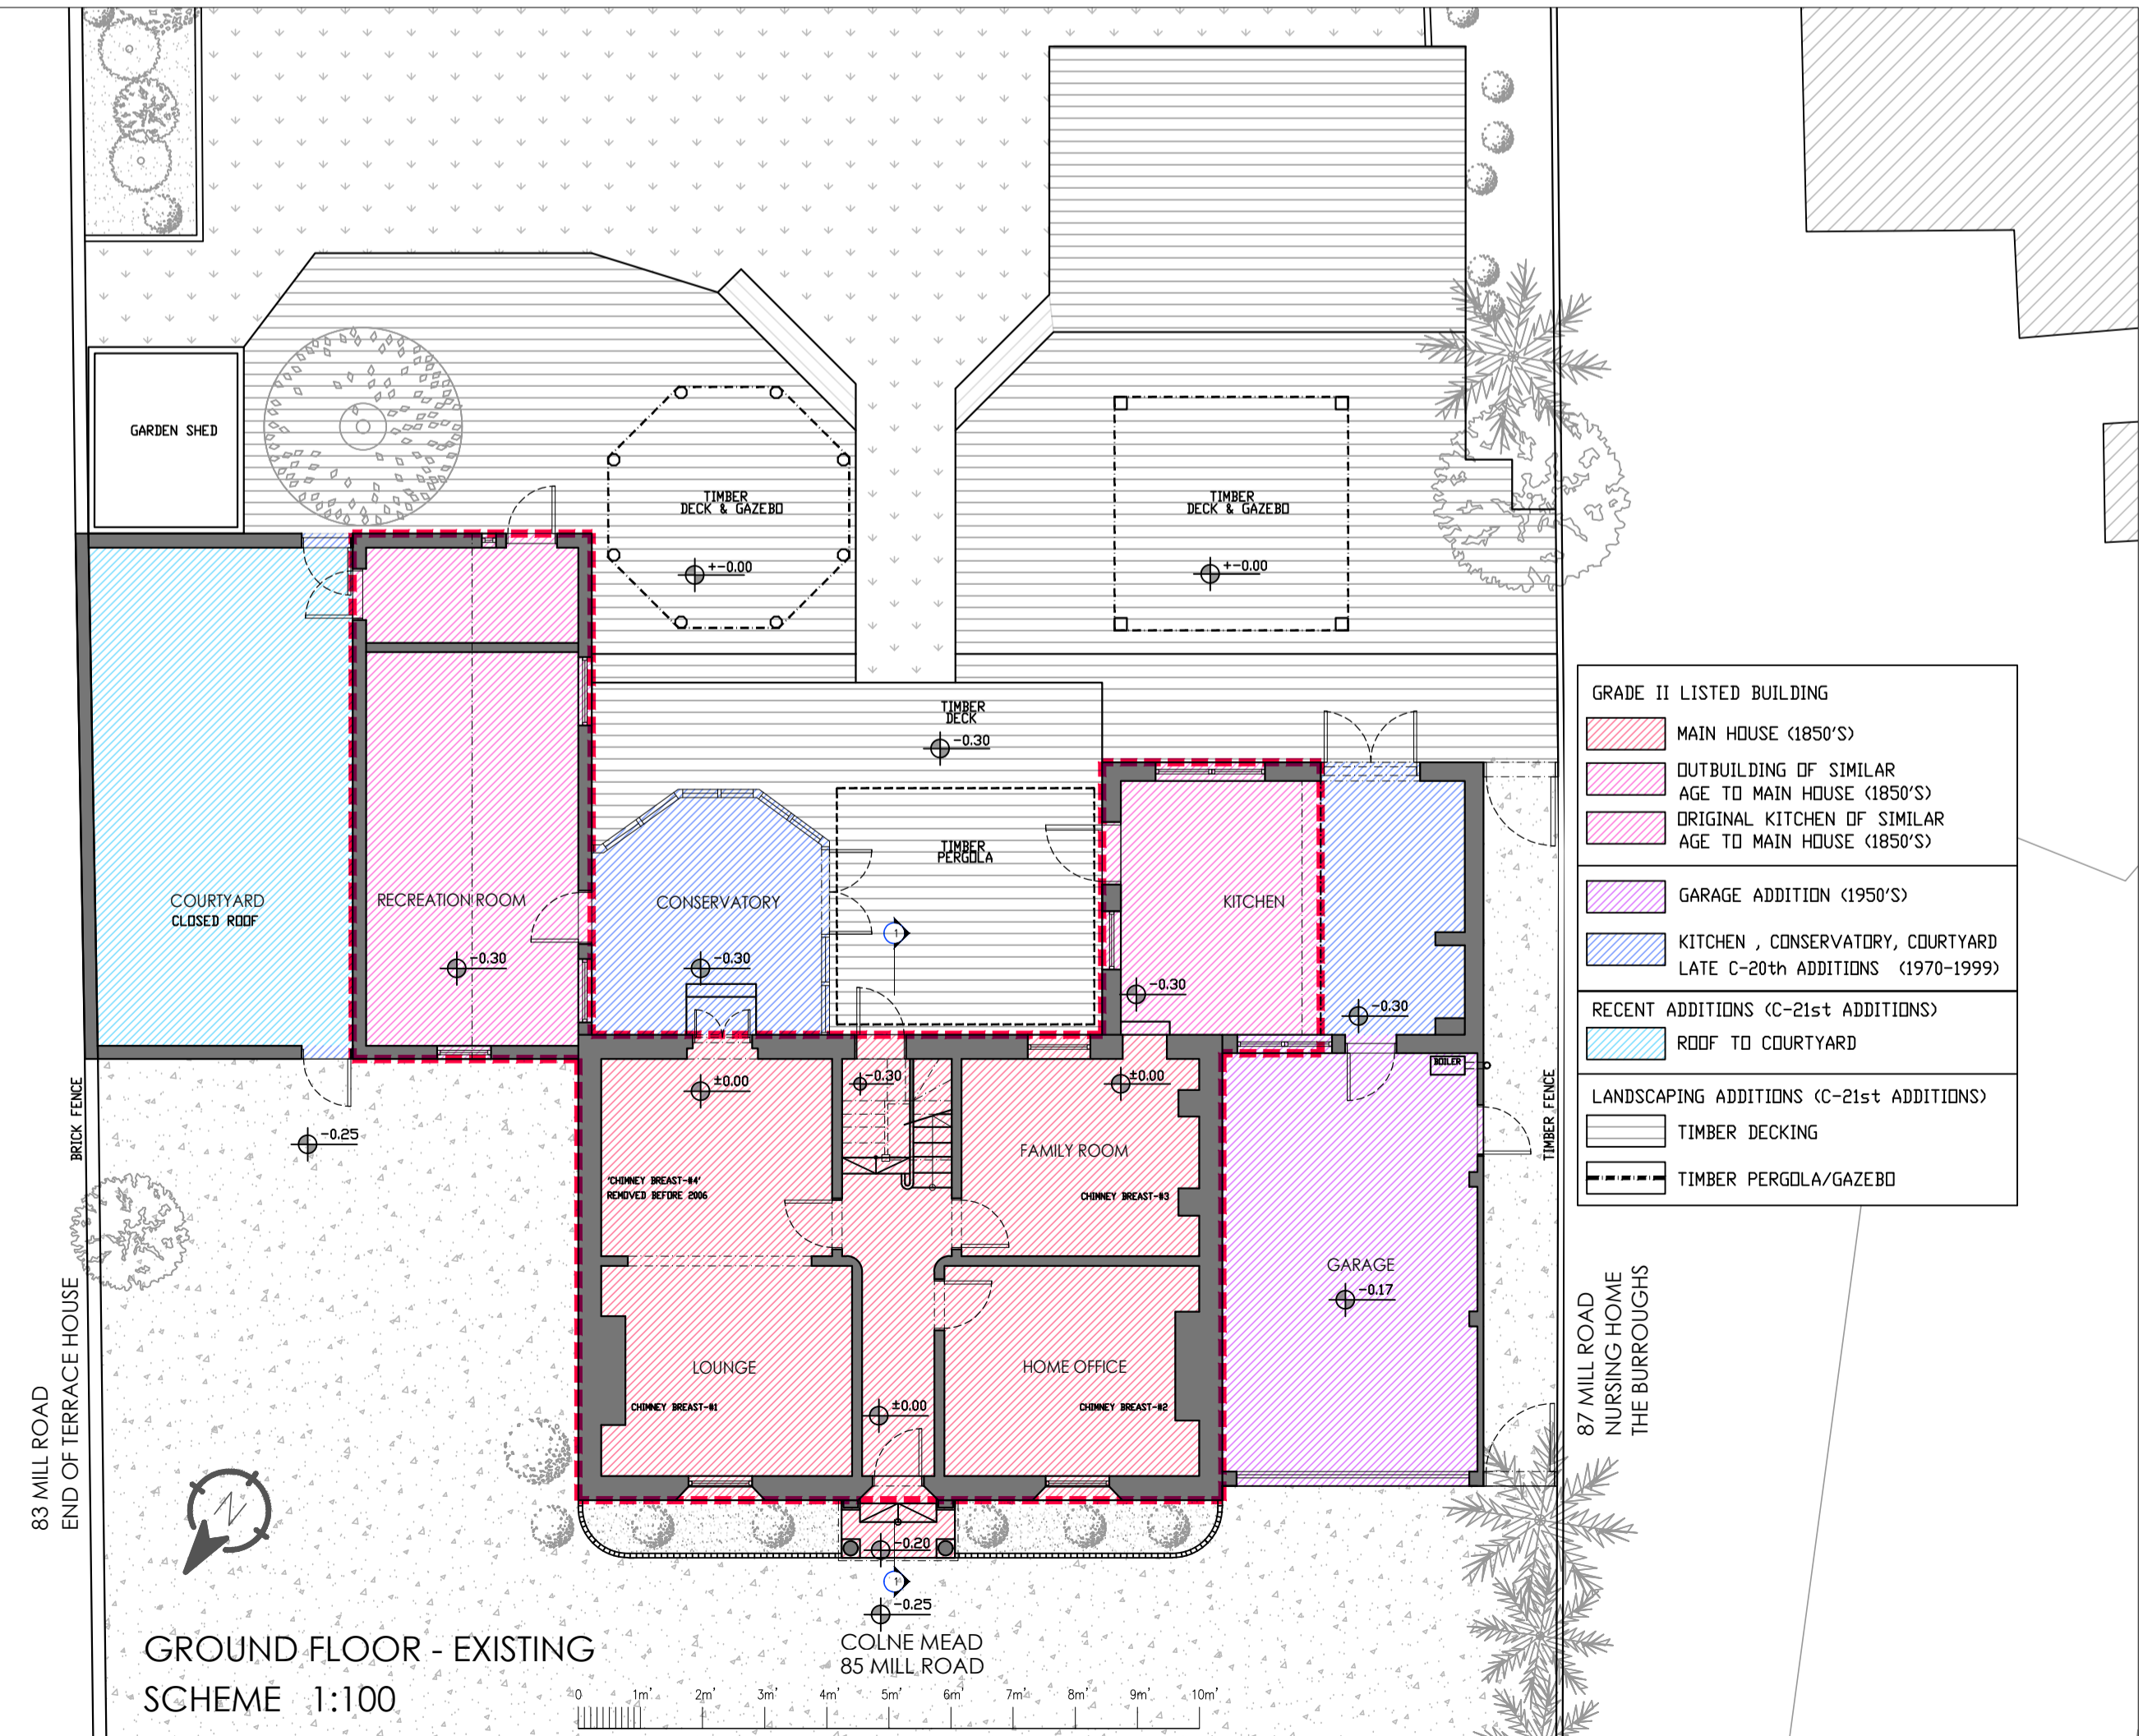 GARDEN SHED
TIMBER
DECK & GAZEBO
+-0.00
TIMBER
DECK & GAZEBO
+-0.00
TIMBER
DECK
-0.30
TIMBER
PERGOLA
COURTYARD
CLOSED ROOF
RECREATION ROOM
-0.30
CONSERVATORY
-0.30
1
KITCHEN
-0.30
-0.30
BOILER
±0.00
-0.30
±0.00
-0.25
'CHIMNEY BREAST-#4'
REMOVED BEFORE 2006
FAMILY ROOM
CHIMNEY BREAST-#3
GARAGE
-0.17
LOUNGE
CHIMNEY BREAST-#1
HOME OFFICE
CHIMNEY BREAST-#2
±0.00
-0.20
1
-0.25
COLNE MEAD
85 MILL ROAD
BRICK FENCE
83 MILL ROAD
END OF TERRACE HOUSE
TIMBER FENCE
87 MILL ROAD
NURSING HOME
THE BURROUGHS
N
GRADE II LISTED BUILDING
MAIN HOUSE (1850'S)
OUTBUILDING OF SIMILAR
AGE TO MAIN HOUSE (1850'S)
ORIGINAL KITCHEN OF SIMILAR
AGE TO MAIN HOUSE (1850'S)
GARAGE ADDITION (1950'S)
KITCHEN , CONSERVATORY, COURTYARD
LATE C-20th ADDITIONS (1970-1999)
RECENT ADDITIONS (C-21st ADDITIONS)
ROOF TO COURTYARD
LANDSCAPING ADDITIONS (C-21st ADDITIONS)
TIMBER DECKING
TIMBER PERGOLA/GAZEBO
GROUND FLOOR - EXISTING
SCHEME 1:100
0 1m' 2m' 3m' 4m' 5m' 6m' 7m' 8m' 9m' 10m'